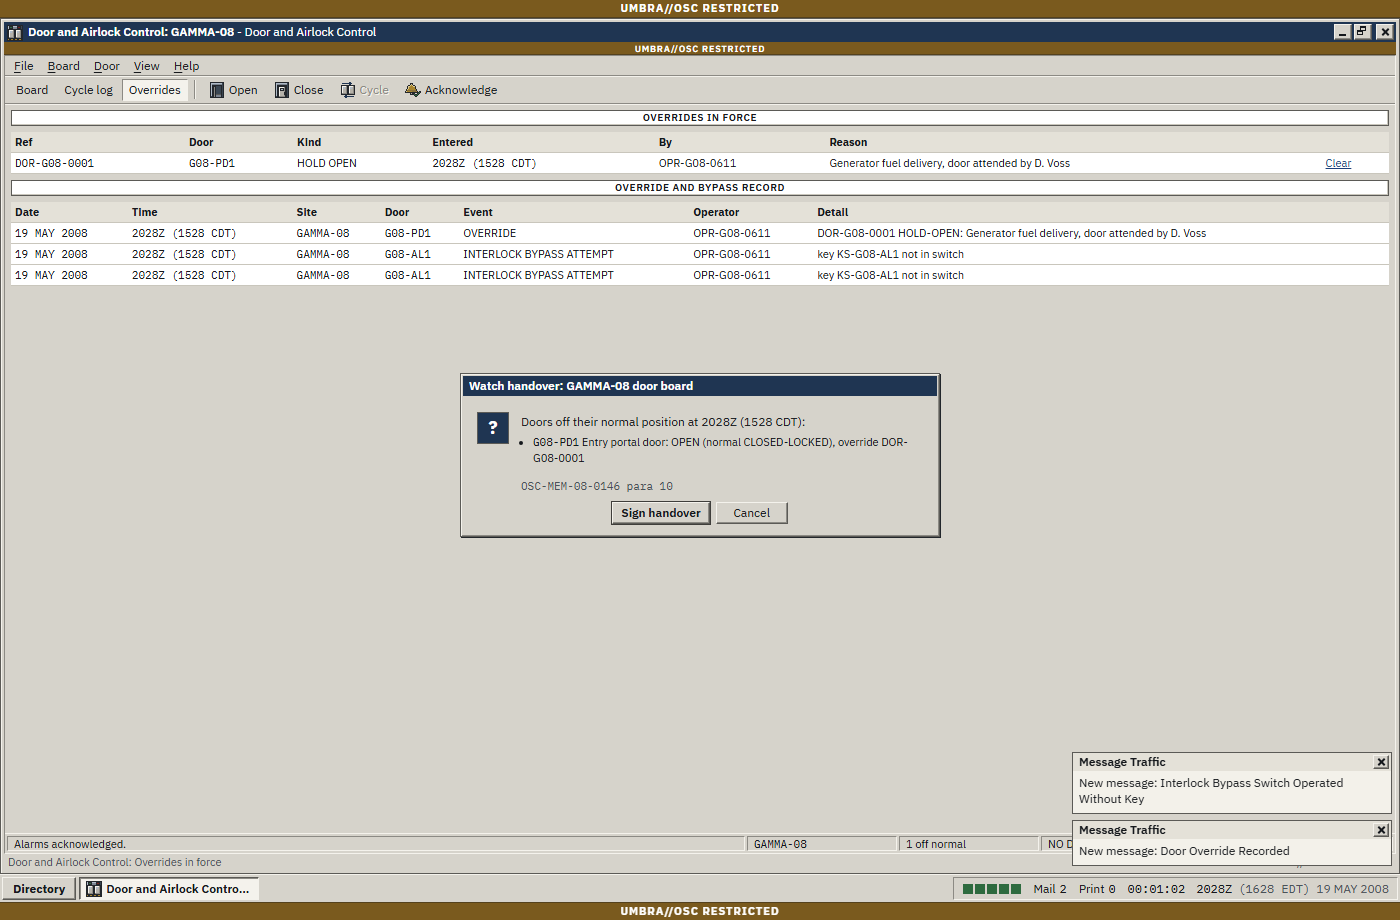 UMBRA//OSC RESTRICTED
Door and Airlock Control: GAMMA-08 - Door and Airlock Control
UMBRA//OSC RESTRICTED
File Board Door View Help
Board Cycle log Overrides Open Close Cycle Acknowledge
OVERRIDES IN FORCE
Ref Door Kind Entered By Reason
DOR-G08-0001 G08-PD1 HOLD OPEN 2028Z (1528 CDT) OPR-G08-0611 Generator fuel delivery, door attended by D. Voss Clear
OVERRIDE AND BYPASS RECORD
Date Time Site Door Event Operator Detail
19 MAY 2008 2028Z (1528 CDT) GAMMA-08 G08-PD1 OVERRIDE OPR-G08-0611 DOR-G08-0001 HOLD-OPEN: Generator fuel delivery, door attended by D. Voss
19 MAY 2008 2028Z (1528 CDT) GAMMA-08 G08-AL1 INTERLOCK BYPASS ATTEMPT OPR-G08-0611 key KS-G08-AL1 not in switch
19 MAY 2008 2028Z (1528 CDT) GAMMA-08 G08-AL1 INTERLOCK BYPASS ATTEMPT OPR-G08-0611 key KS-G08-AL1 not in switch
Watch handover: GAMMA-08 door board
?
Doors off their normal position at 2028Z (1528 CDT):
• G08-PD1 Entry portal door: OPEN (normal CLOSED-LOCKED), override DOR-
G08-0001
OSC-MEM-08-0146 para 10
Sign handover Cancel
Message Traffic
New message: Interlock Bypass Switch Operated
Without Key
Message Traffic
New message: Door Override Recorded
Alarms acknowledged. GAMMA-08 1 off normal NO D
Door and Airlock Control: Overrides in force
Directory Door and Airlock Contro... Mail 2 Print 0 00:01:02 2028Z (1628 EDT) 19 MAY 2008
UMBRA//OSC RESTRICTED